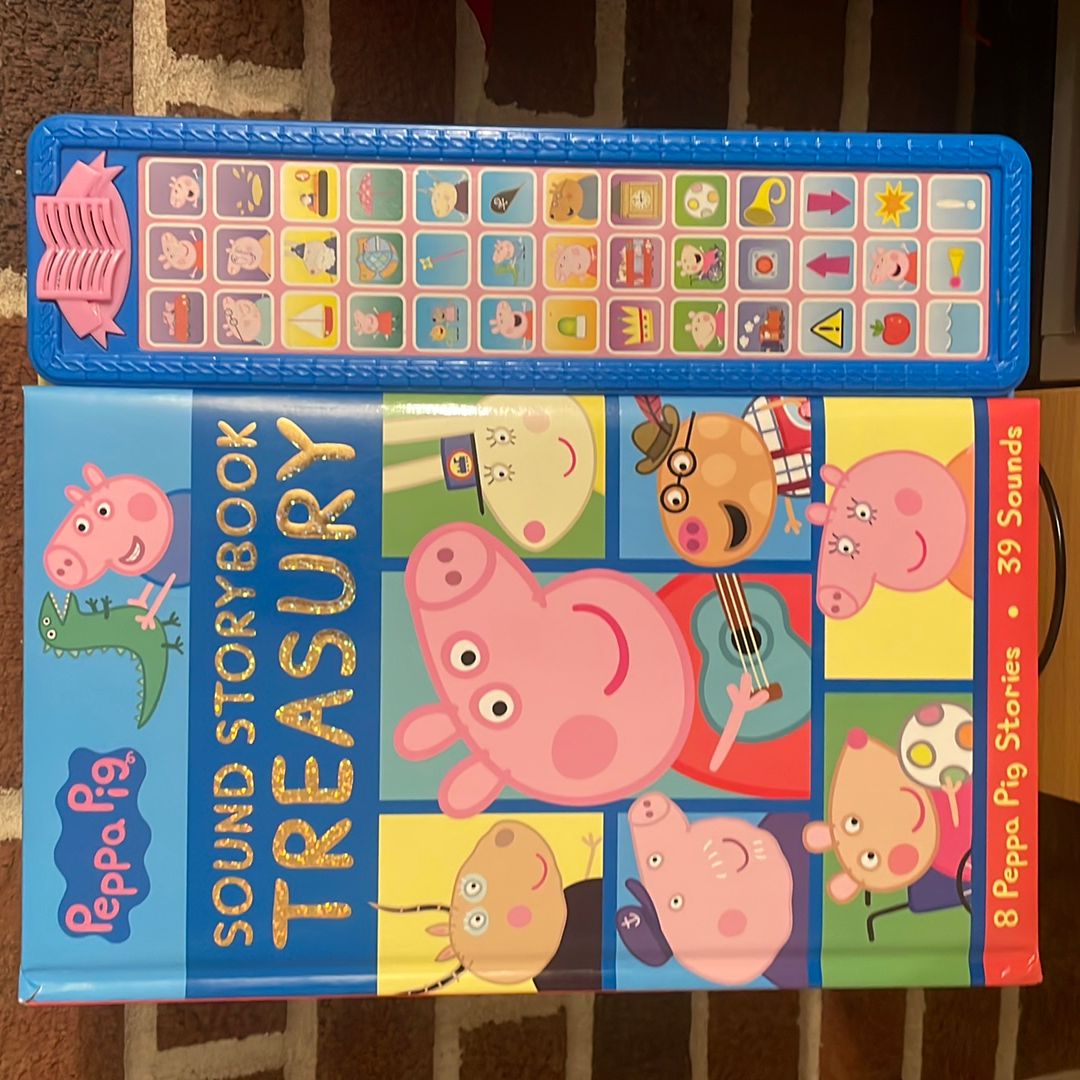 Peppa Pig
SOUND STORYBOOK
TREASURY
8 Peppa Pig Stories • 39 Sounds